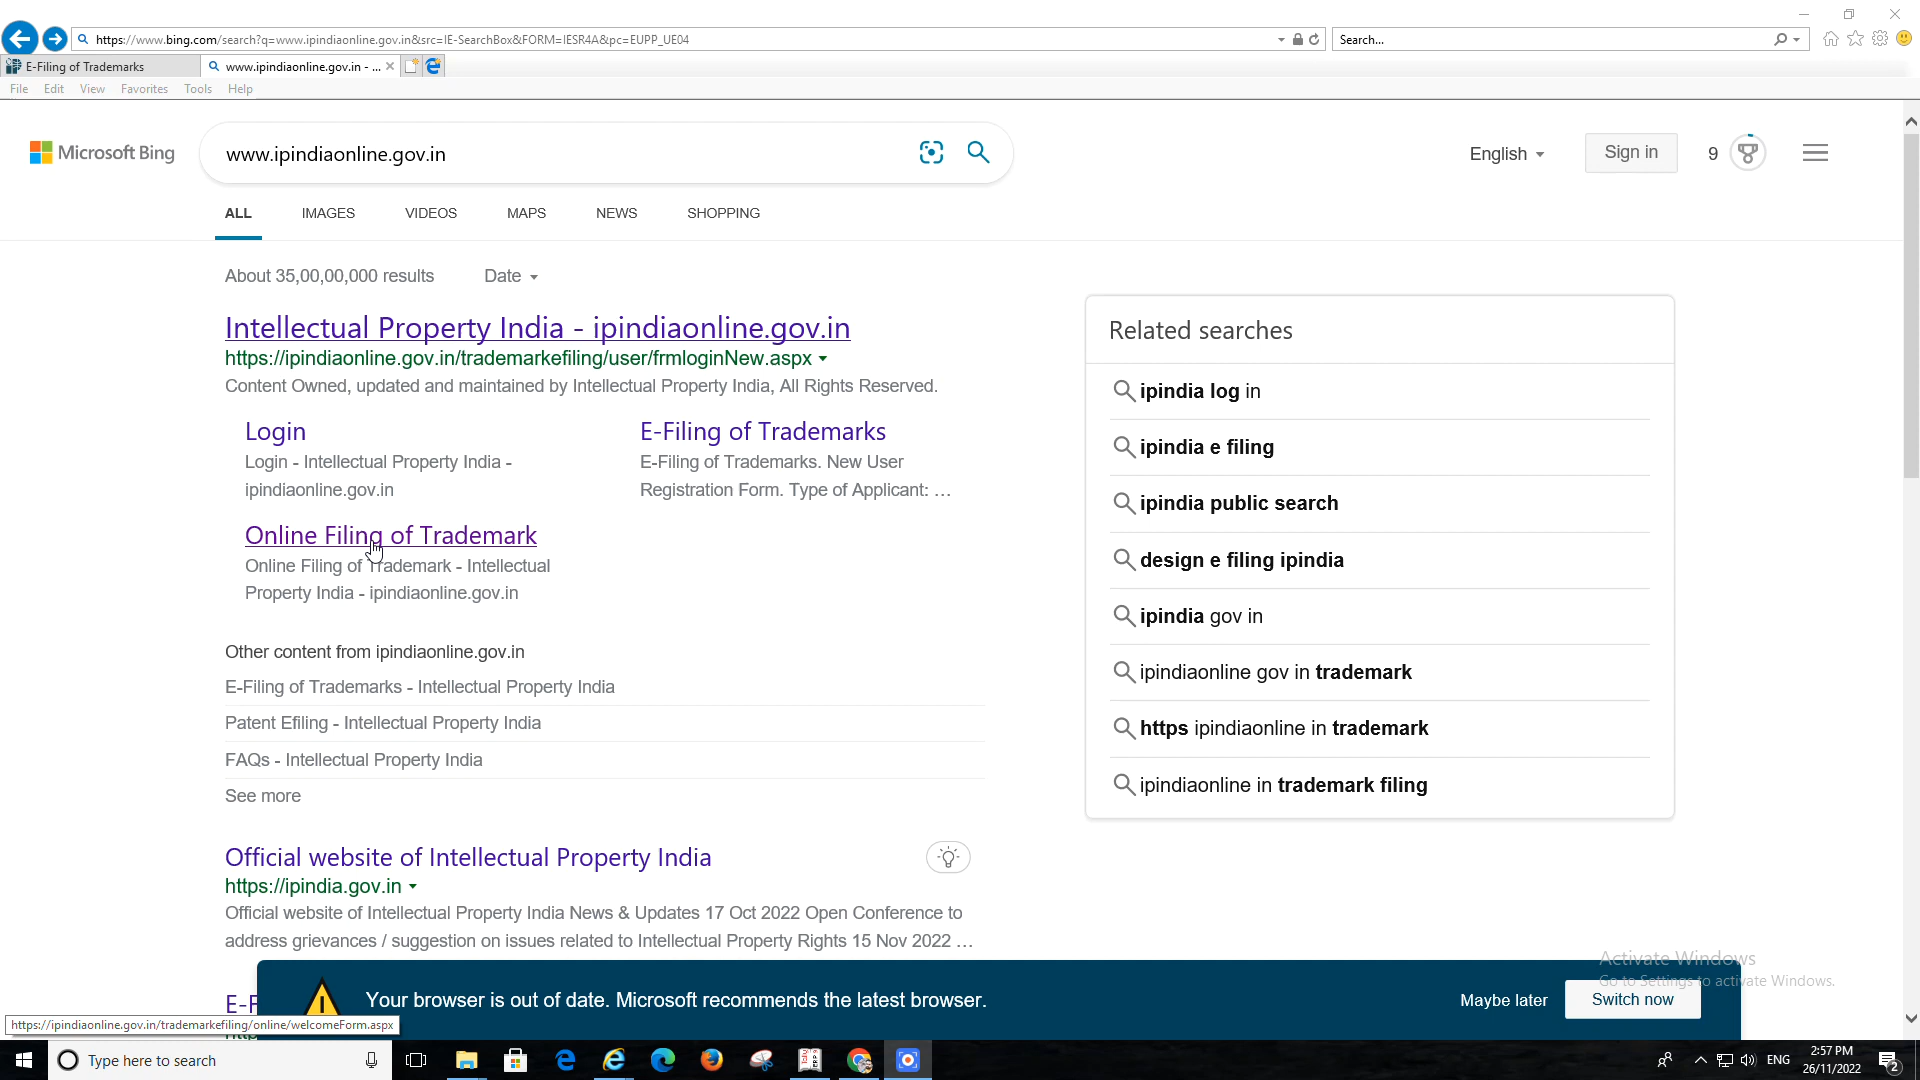 https://www.bing.com/search?q=www.ipindiaonline.gov.in&src=IE-SearchBox&FORM=IESR4A&pc=EUPP_UE04
Search...
E-Filing of Trademarks
www.ipindiaonline.gov.in - ...
File Edit View Favorites Tools Help
Microsoft Bing
www.ipindiaonline.gov.in
English
Sign in
9
ALL IMAGES VIDEOS MAPS NEWS SHOPPING
About 35,00,00,000 results
Date
Intellectual Property India - ipindiaonline.gov.in
https://ipindiaonline.gov.in/trademarkefiling/user/frmloginNew.aspx
Content Owned, updated and maintained by Intellectual Property India, All Rights Reserved.
Login
Login - Intellectual Property India -
ipindiaonline.gov.in
E-Filing of Trademarks
E-Filing of Trademarks. New User
Registration Form. Type of Applicant: ...
Online Filing of Trademark
Online Filing of Trademark - Intellectual
Property India - ipindiaonline.gov.in
Other content from ipindiaonline.gov.in
E-Filing of Trademarks - Intellectual Property India
Patent Efiling - Intellectual Property India
FAQs - Intellectual Property India
See more
Official website of Intellectual Property India
https://ipindia.gov.in
Official website of Intellectual Property India News & Updates 17 Oct 2022 Open Conference to
address grievances / suggestion on issues related to Intellectual Property Rights 15 Nov 2022 ...
Related searches
ipindia log in
ipindia e filing
ipindia public search
design e filing ipindia
ipindia gov in
ipindiaonline gov in trademark
https ipindiaonline in trademark
ipindiaonline in trademark filing
Activate Windows
Go to Settings to activate Windows.
Your browser is out of date. Microsoft recommends the latest browser.
Maybe later
Switch now
https://ipindiaonline.gov.in/trademarkefiling/online/welcomeForm.aspx
Type here to search
ENG
2:57 PM
26/11/2022
2